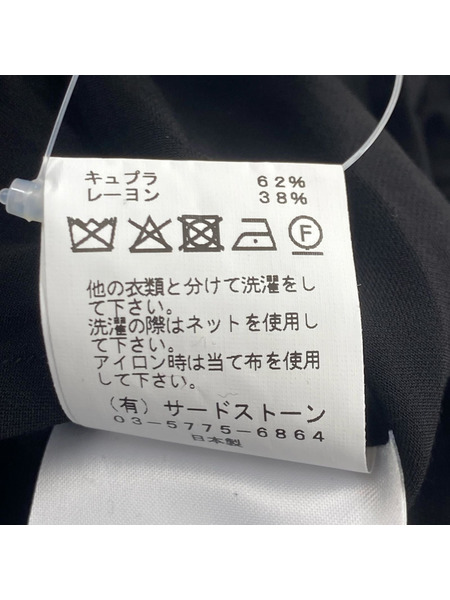 キュプラ 62%
レーヨン 38%
F
他の衣類と分けて洗濯をし
て下さい。
洗濯の際はネットを使用し
て下さい。
アイロン時は当て布を使用
して下さい。
(有) サードストーン
03-5775-6864
日本製